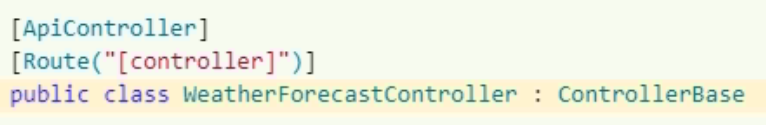 [ApiController]
[Route("[controller]")]
public class WeatherForecastController : ControllerBase